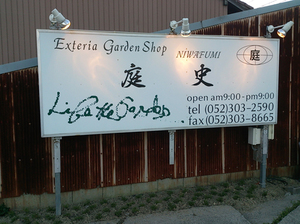 Exteria Garden Shop
NIWAFUMI
庭
庭 史
Life the Garden
open am9:00-pm9:00
tel (052)303-2590
fax(052)303-8665